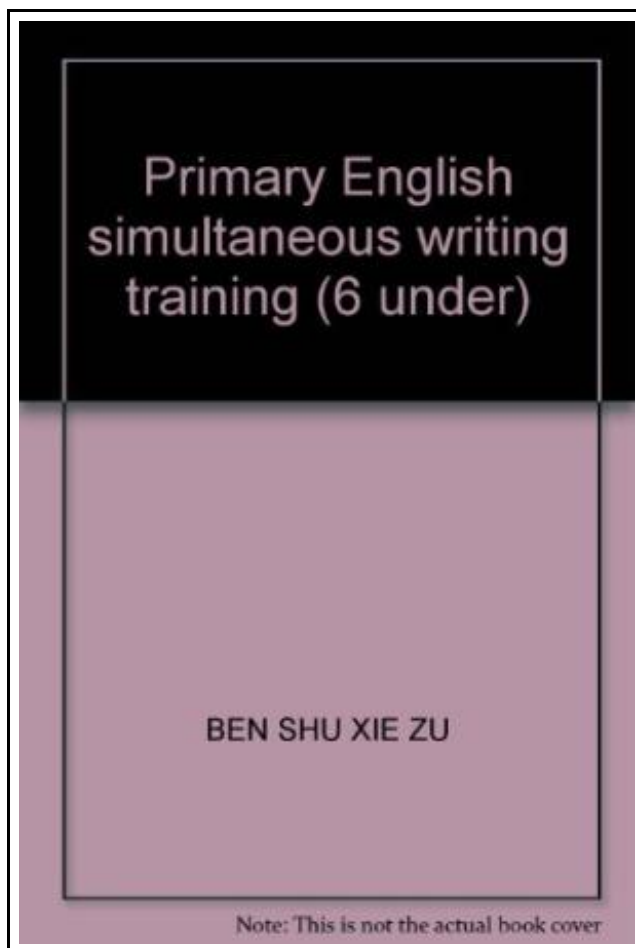 Primary English
simultaneous writing
training (6 under)
BEN SHU XIE ZU
Note: This is not the actual book cover